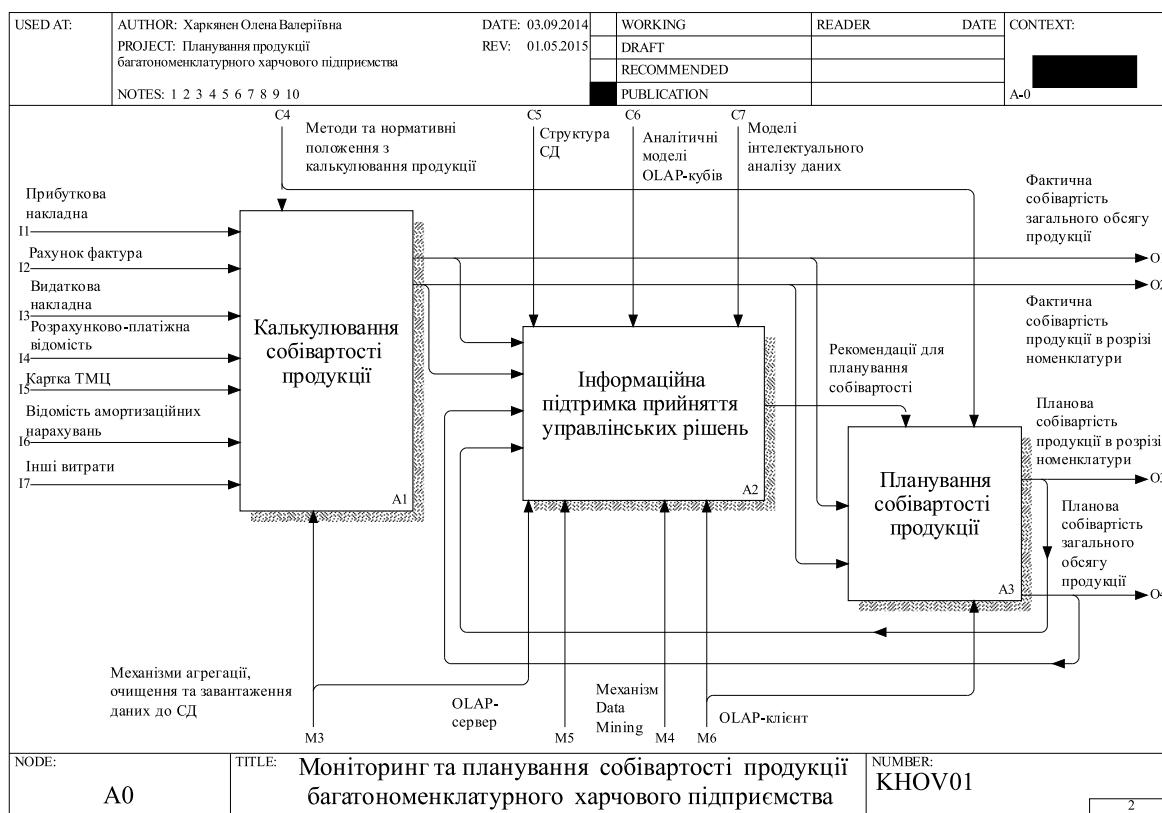 USED AT:
AUTHOR: Харкянен Олена Валеріївна
DATE: 03.09.2014
PROJECT: Планування продукції
багатономенклатурного харчового підприємства
REV: 01.05.2015
NOTES: 1 2 3 4 5 6 7 8 9 10
WORKING
DRAFT
RECOMMENDED
PUBLICATION
READER DATE
CONTEXT:
A-0
C4
Методи та нормативні
положення з
калькулювання продукції
C5
Структура
СД
C6
Аналітичні
моделі
OLAP-кубів
C7
Моделі
інтелектуального
аналізу даних
Прибуткова
накладна
I1
Рахунок фактура
I2
Видаткова
накладна
I3
Розрахунково-платіжна
відомість
I4
Картка ТМЦ
I5
Відомість амортизаційних
нарахувань
I6
Інші витрати
I7
Калькулювання
собівартості
продукції
A1
Інформаційна
підтримка прийняття
управлінських рішень
A2
Рекомендації для
планування
собівартості
Планування
собівартості
продукції
A3
Фактична
собівартість
загального обсягу
продукції
O1
O2
Фактична
собівартість
продукції в розрізі
номенклатури
Планова
собівартість
продукції в розрізі
номенклатури
O3
Планова
собівартість
загального
обсягу
продукції
O4
Механізми агрегації,
очищення та завантаження
даних до СД
M3
OLAP-
сервер
M5
Механізм
Data
Mining
M4
M6
OLAP-клієнт
NODE:
A0
TITLE:
Моніторинг та планування собівартості продукції
багатономенклатурного харчового підприємства
NUMBER:
KHOV01
2